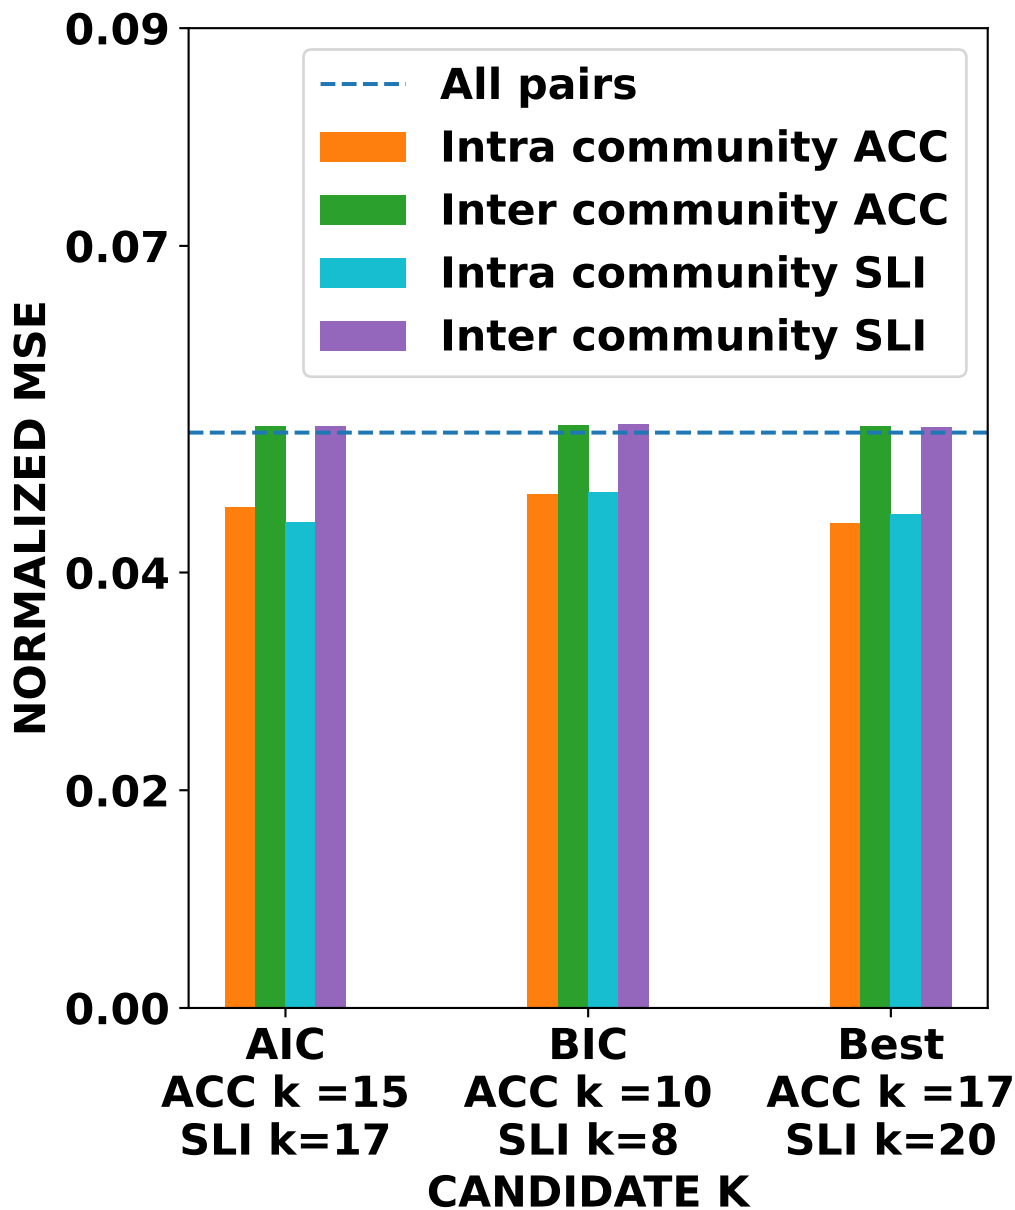 0.09
0.07
0.04
0.02
0.00
NORMALIZED MSE
All pairs
Intra community ACC
Inter community ACC
Intra community SLI
Inter community SLI
AIC
ACC k =15
SLI k=17
BIC
ACC k =10
SLI k=8
Best
ACC k =17
SLI k=20
CANDIDATE K